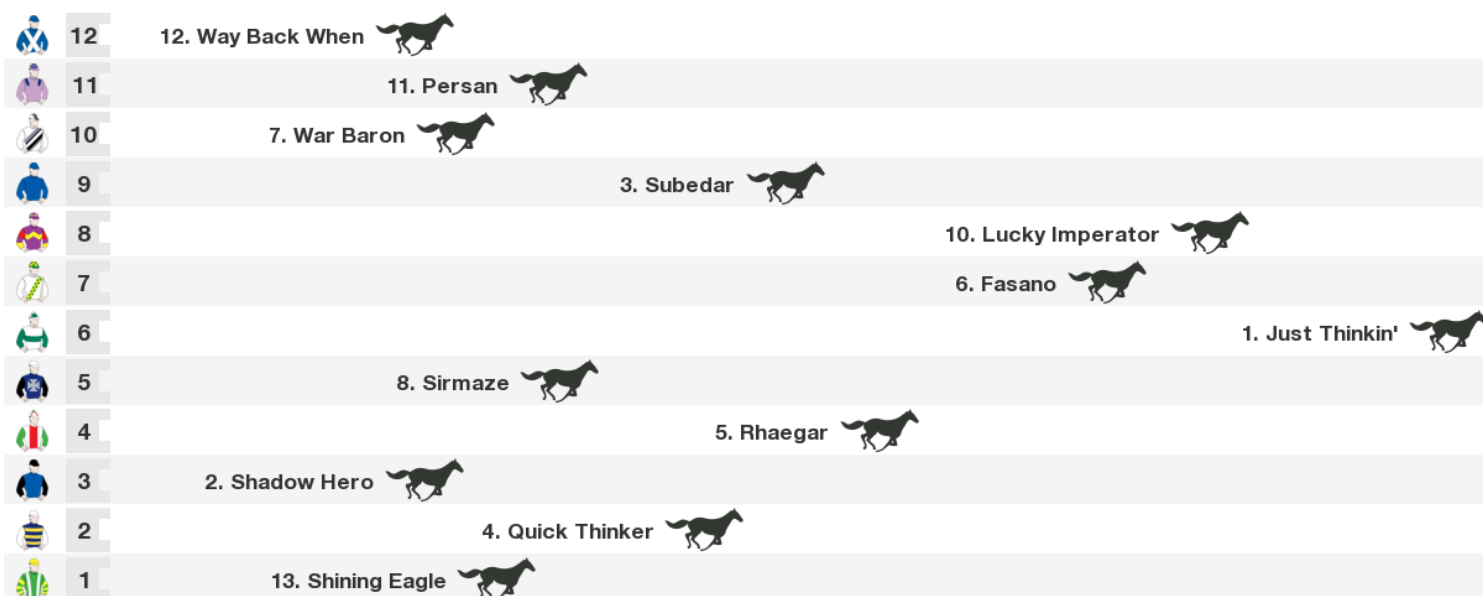 12 12. Way Back When
11 11. Persan
10 7. War Baron
9 3. Subedar
8 10. Lucky Imperator
7 6. Fasano
6 1. Just Thinkin'
5 8. Sirmaze
4 5. Rhaegar
3 2. Shadow Hero
2 4. Quick Thinker
1 13. Shining Eagle